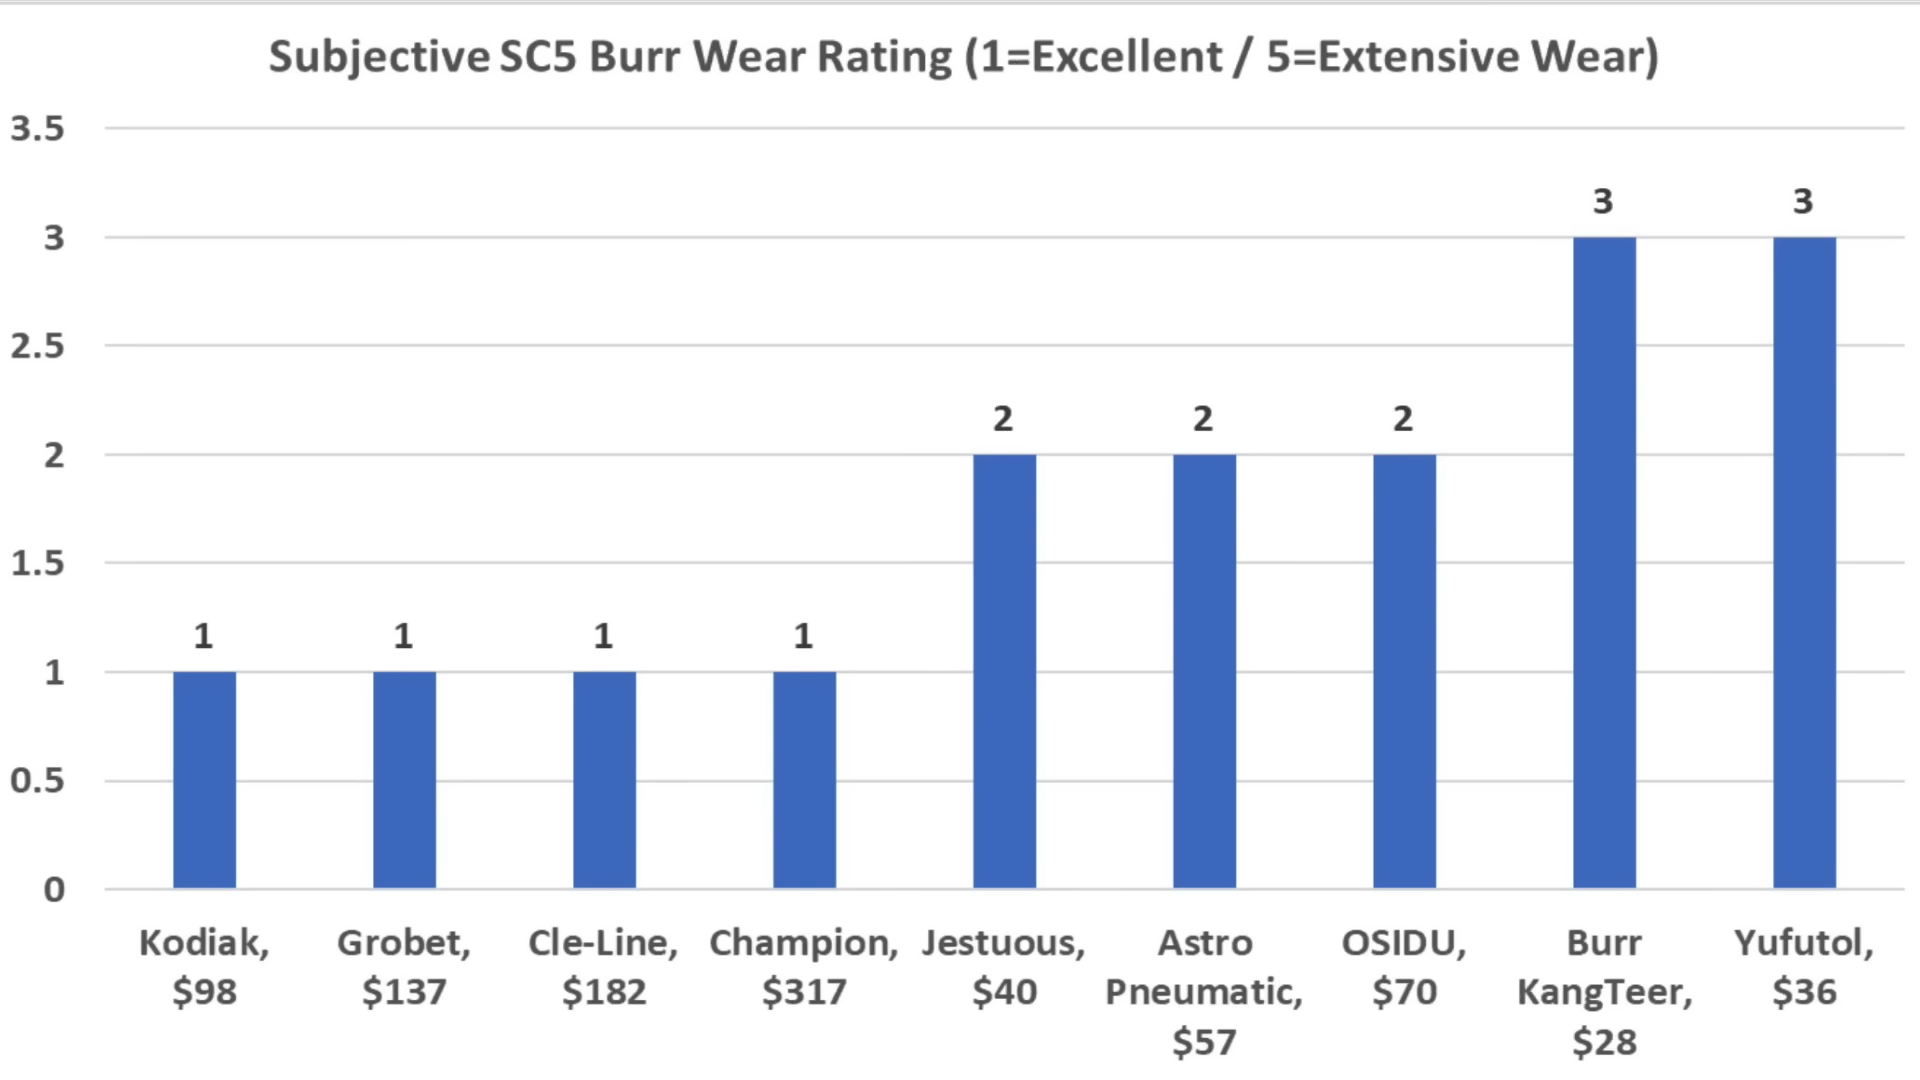 Subjective SC5 Burr Wear Rating (1=Excellent / 5=Extensive Wear)
3.5
3
2.5
2
1.5
1
0.5
0
1
1
1
1
2
2
2
3
3
Kodiak,
$98
Grobet,
$137
Cle-Line,
$182
Champion,
$317
Jestuous,
$40
Astro
Pneumatic,
$57
OSIDU,
$70
Burr
KangTeer,
$28
Yufutol,
$36